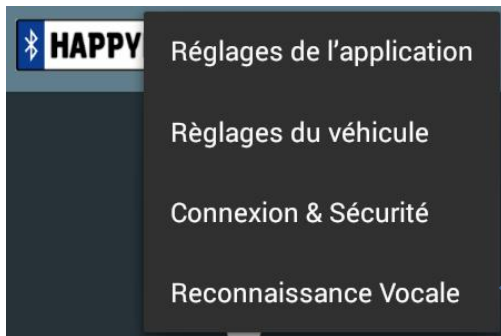 HAPPY
Réglages de l'application
Règlages du véhicule
Connexion & Sécurité
Reconnaissance Vocale